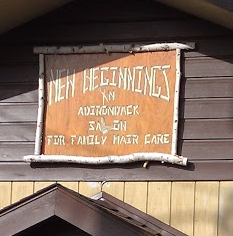 NEW BEGINNINGS
AN
ADIRONDACK
SALON
FOR FAMILY HAIR CARE